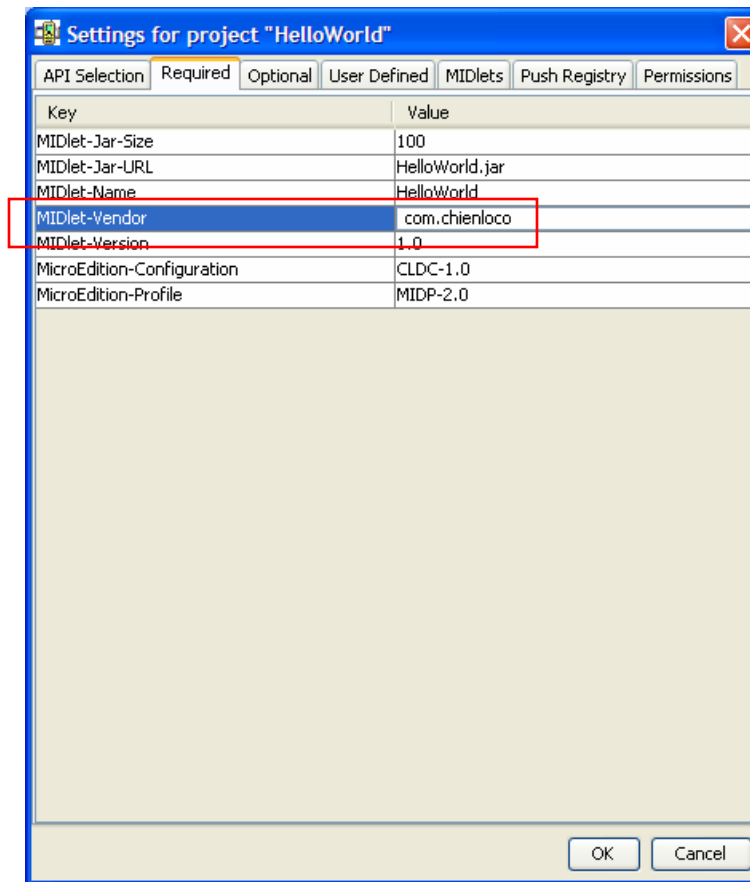 Settings for project "HelloWorld"
API Selection Required Optional User Defined MIDlets Push Registry Permissions
Key Value
MIDlet-Jar-Size 100
MIDlet-Jar-URL HelloWorld.jar
MIDlet-Name HelloWorld
MIDlet-Vendor com.chienloco
MIDlet-Version 1.0
MicroEdition-Configuration CLDC-1.0
MicroEdition-Profile MIDP-2.0
OK Cancel